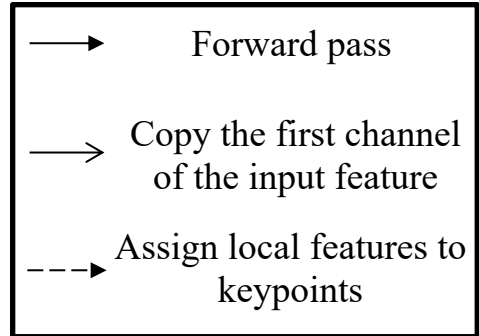 Forward pass
Copy the first channel
of the input feature
Assign local features to
keypoints